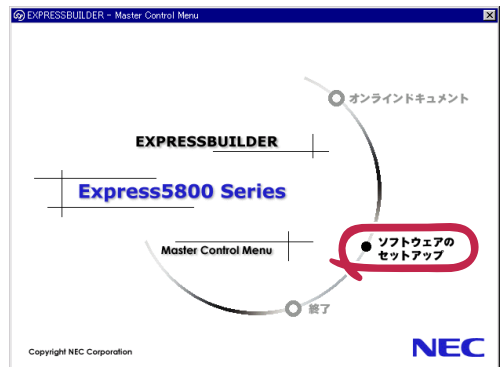 EXPRESSBUILDER - Master Control Menu
オンラインドキュメント
EXPRESSBUILDER
Express5800 Series
ソフトウェアの
セットアップ
Master Control Menu
終了
Copyright NEC Corporation
NEC